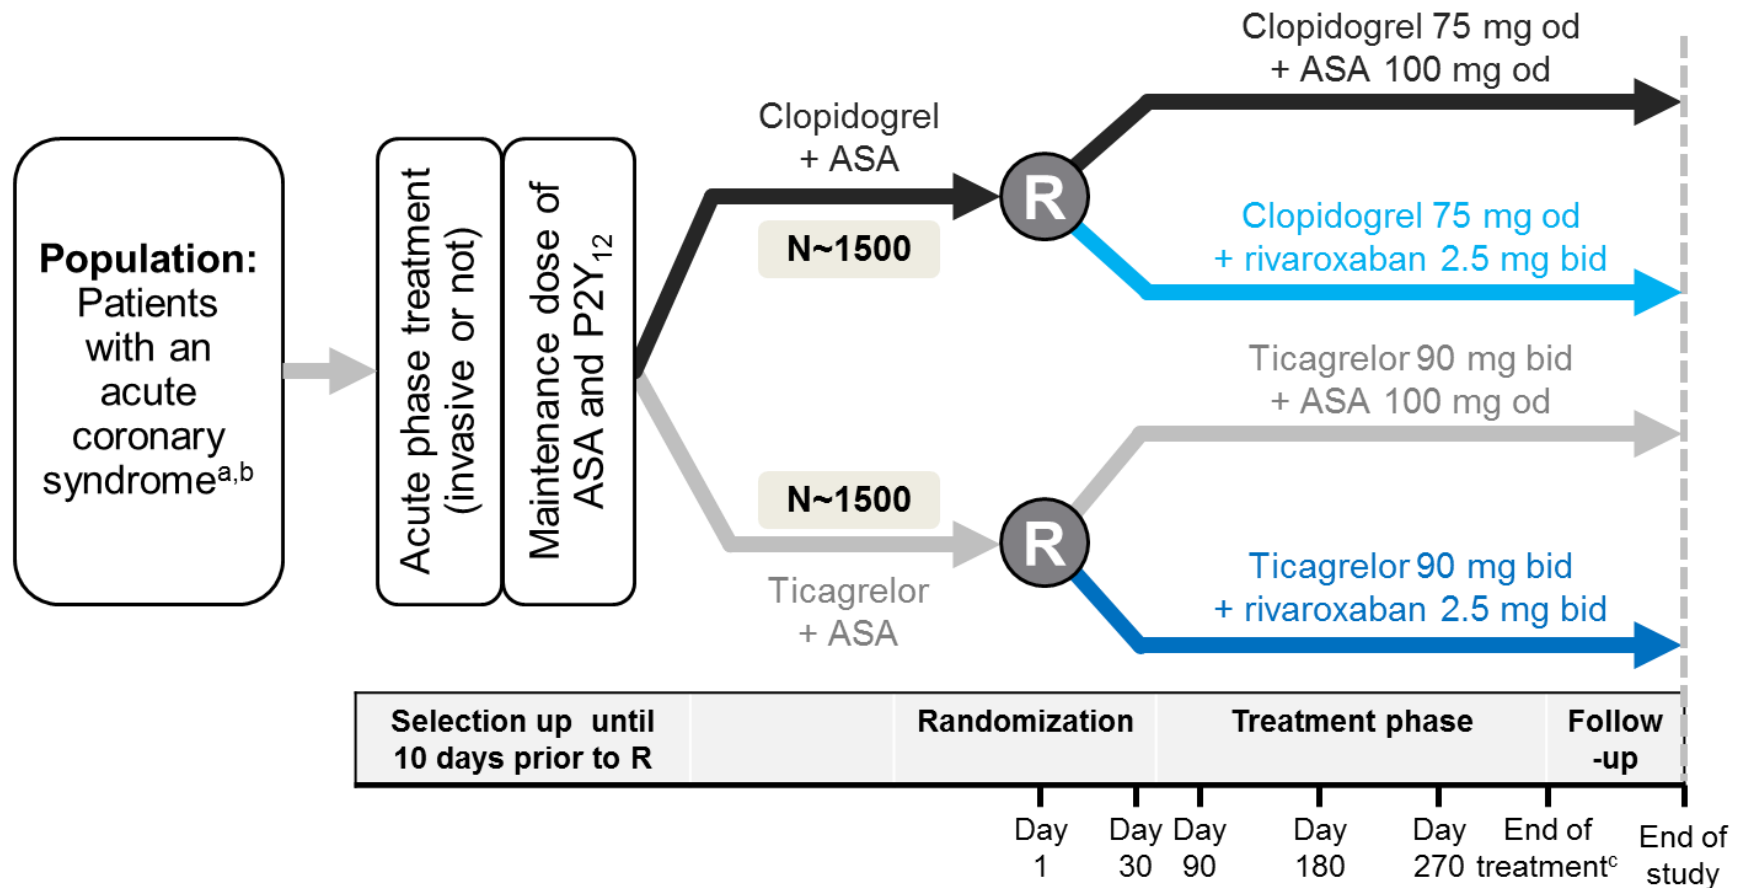 Population:
Patients
with an
acute
coronary
syndromea,b
Acute phase treatment
(invasive or not)
Maintenance dose of
ASA and P2Y12
Clopidogrel
+ ASA
N~1500
R
Clopidogrel 75 mg od
+ ASA 100 mg od
Clopidogrel 75 mg od
+ rivaroxaban 2.5 mg bid
N~1500
Ticagrelor
+ ASA
R
Ticagrelor 90 mg bid
+ ASA 100 mg od
Ticagrelor 90 mg bid
+ rivaroxaban 2.5 mg bid
Selection up until
10 days prior to R
Randomization
Treatment phase
Follow
-up
Day
1
Day
30
Day
90
Day
180
Day
270
End of
treatmentc
End of
study